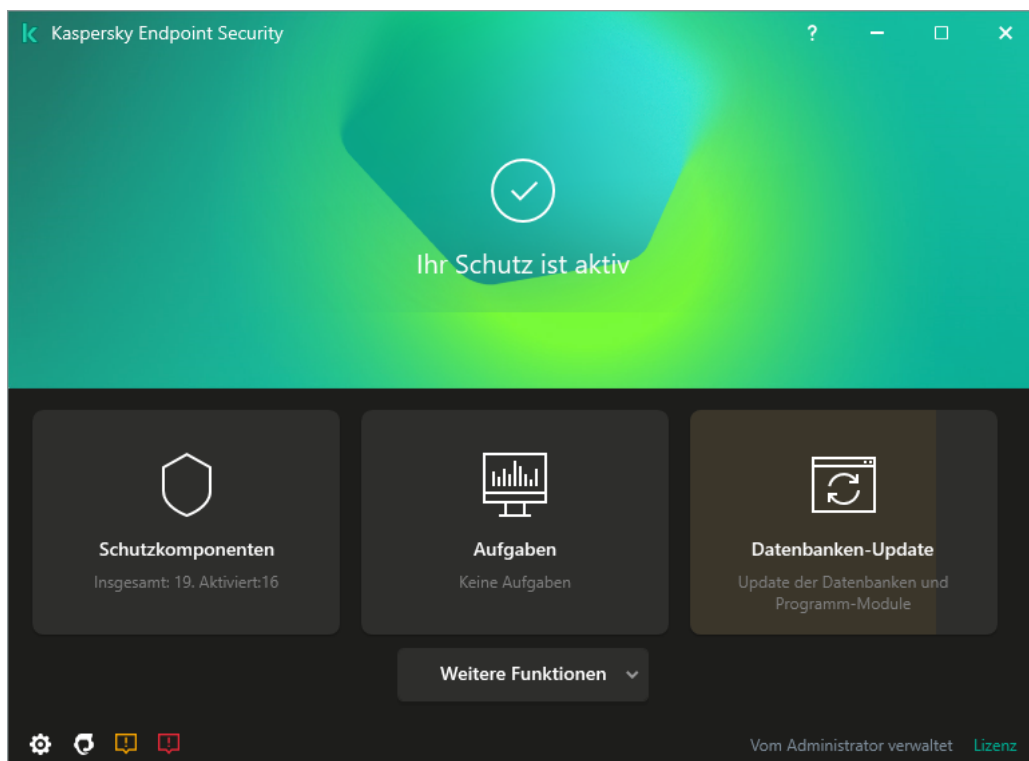 Kaspersky Endpoint Security
?
Ihr Schutz ist aktiv
Schutzkomponenten
Insgesamt: 19. Aktiviert:16
Aufgaben
Keine Aufgaben
Datenbanken-Update
Update der Datenbanken und
Programm-Module
Weitere Funktionen
Vom Administrator verwaltet
Lizenz